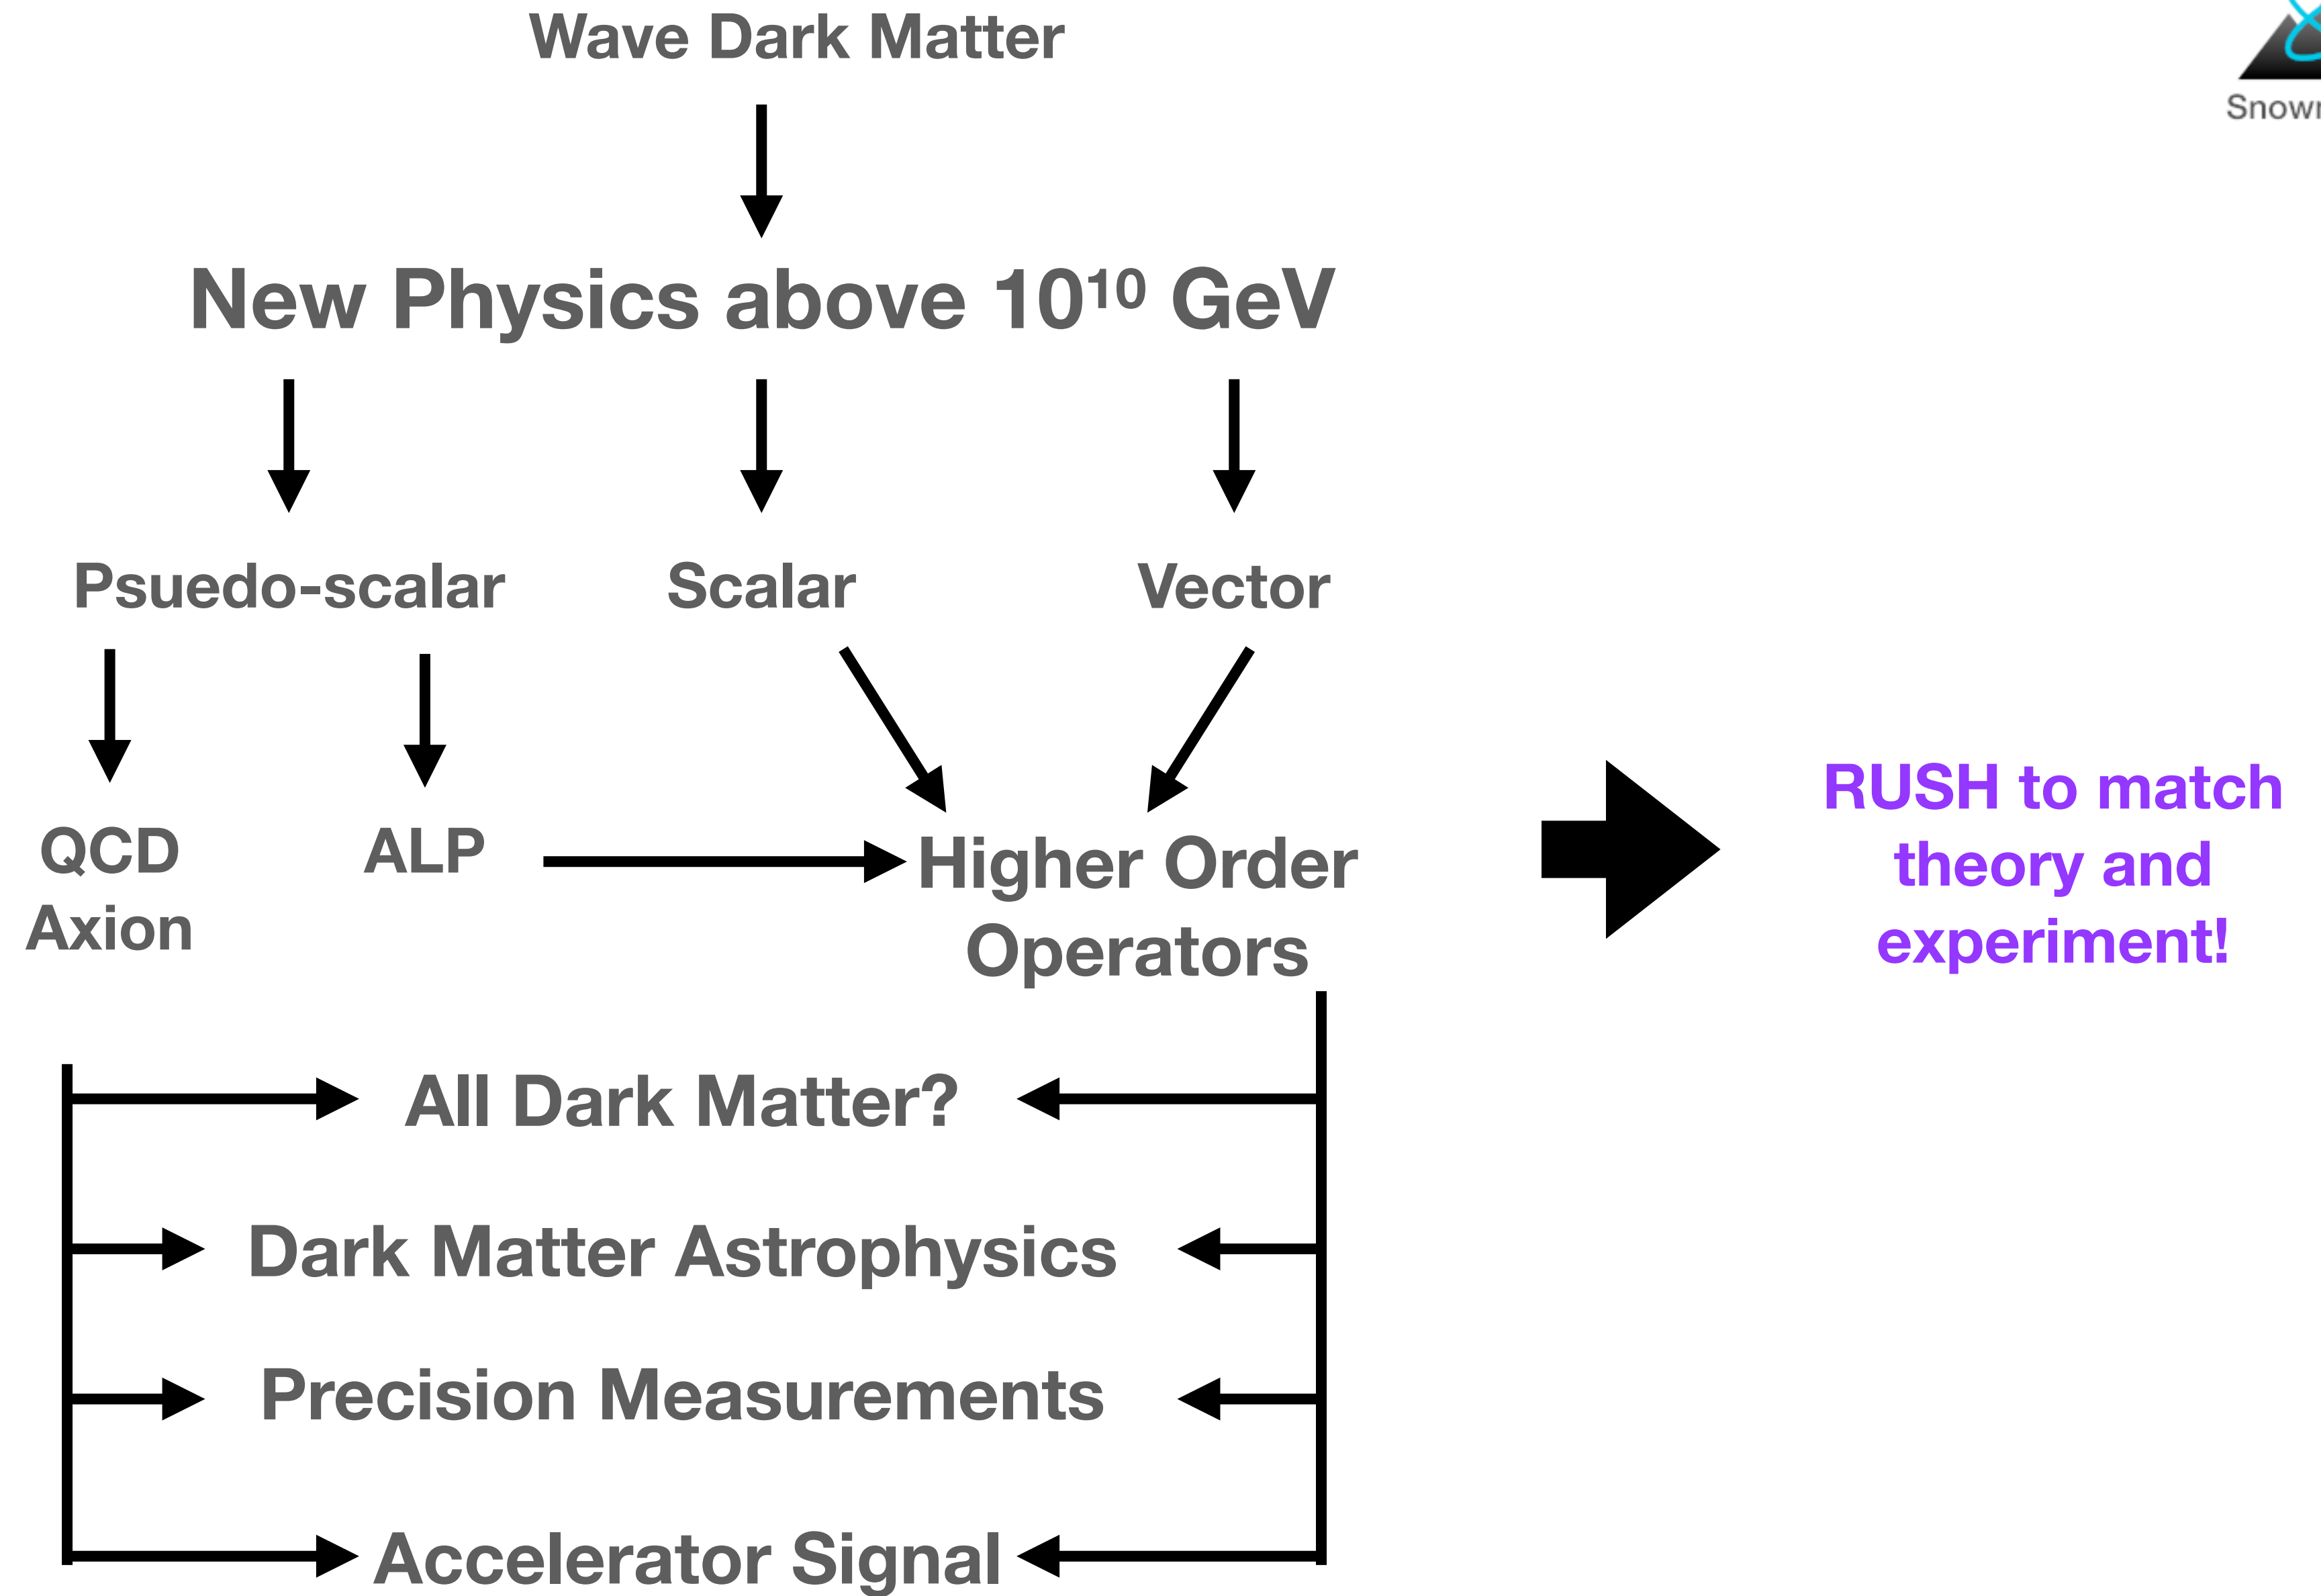 Wave Dark Matter
New Physics above 10¹⁰ GeV
Psuedo-scalar
Scalar
Vector
QCD
Axion
ALP
Higher Order
Operators
RUSH to match
theory and
experiment!
All Dark Matter?
Dark Matter Astrophysics
Precision Measurements
Accelerator Signal